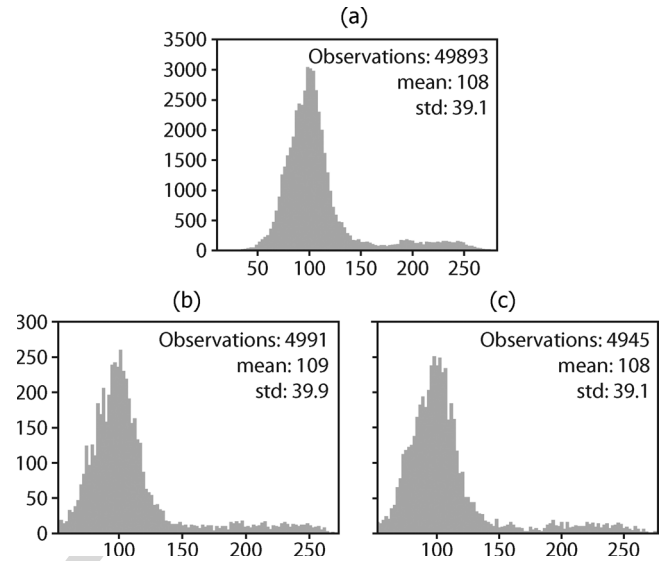 (a)
3500
3000
2500
2000
1500
1000
500
0
Observations: 49893
mean: 108
std: 39.1
50 100 150 200 250
(b) (c)
300
250
200
150
100
50
0
Observations: 4991
mean: 109
std: 39.9
100 150 200 250
Observations: 4945
mean: 108
std: 39.1
100 150 200 250